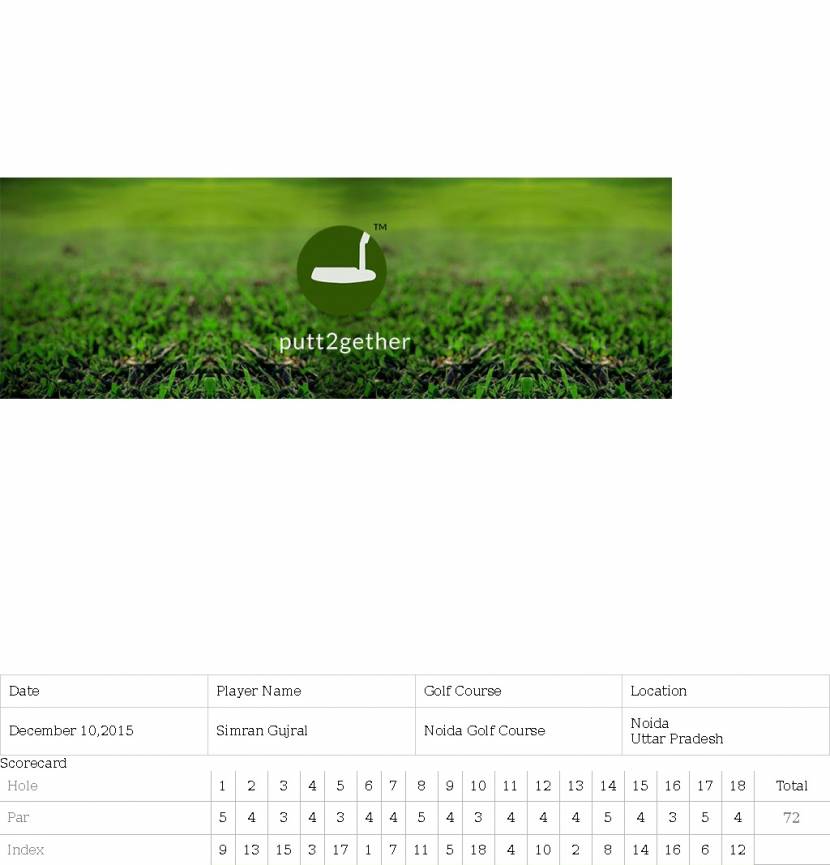 TM
putt2gether
Date Player Name Golf Course Location
December 10,2015 Simran Gujral Noida Golf Course Noida
Uttar Pradesh
Scorecard
Hole 1 2 3 4 5 6 7 8 9 10 11 12 13 14 15 16 17 18 Total
Par 5 4 3 4 3 4 4 5 4 3 4 4 4 5 4 3 5 4 72
Index 9 13 15 3 17 1 7 11 5 18 4 10 2 8 14 16 6 12